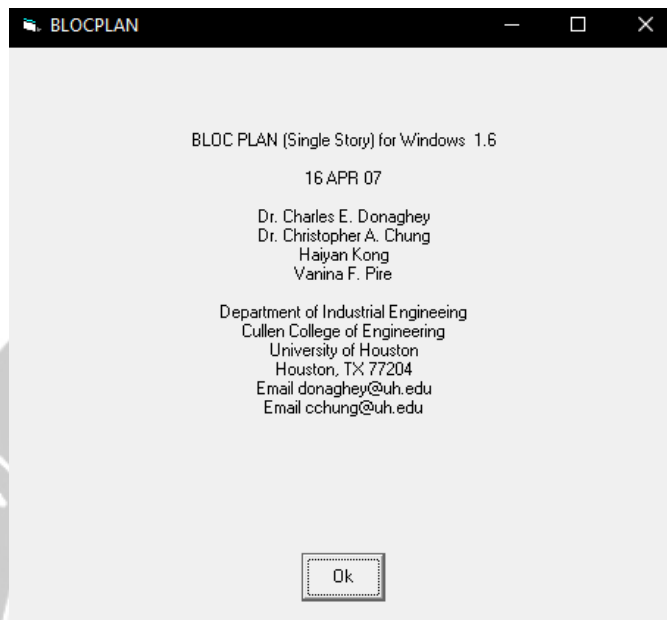 BLOCPLAN
BLOC PLAN (Single Story) for Windows 1.6
16 APR 07
Dr. Charles E. Donaghey
Dr. Christopher A. Chung
Haiyan Kong
Vanina F. Pire
Department of Industrial Engineeing
Cullen College of Engineering
University of Houston
Houston, TX 77204
Email donaghey@uh.edu
Email cchung@uh.edu
Ok